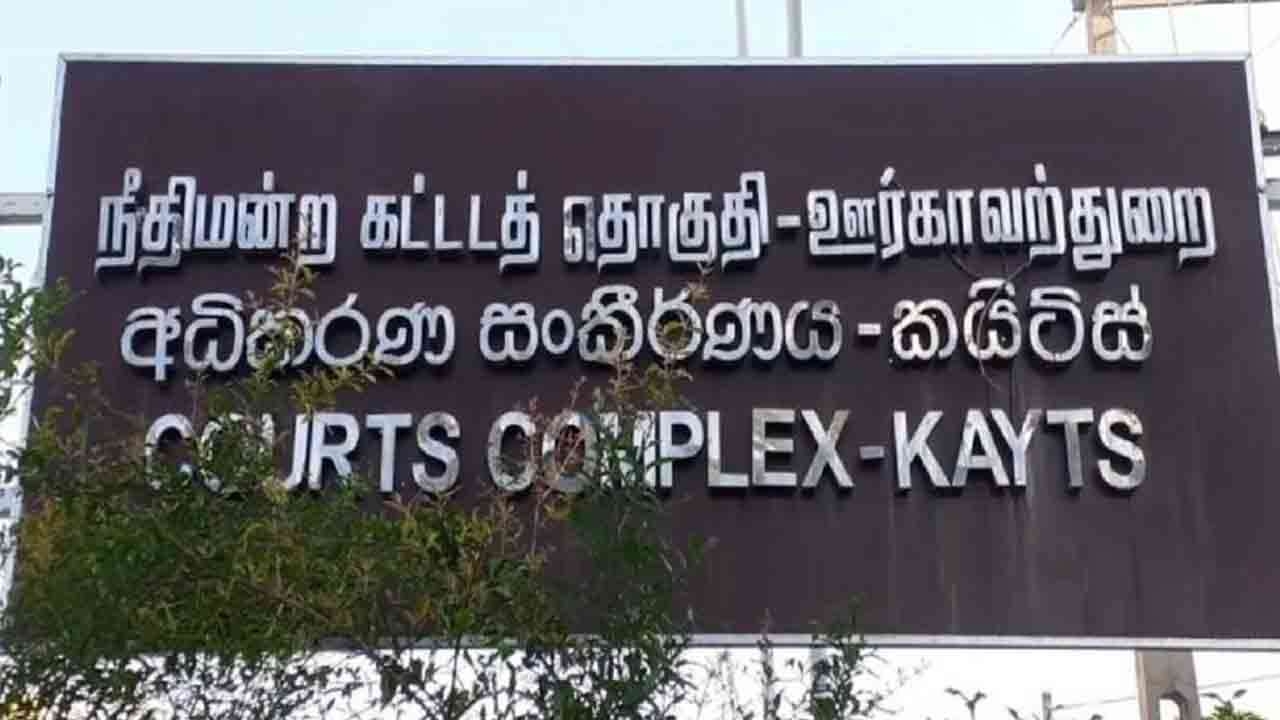 நீதிமன்ற கட்டடத் தொகுதி - ஊர்காவற்துறை
අධිකරණ සංකීර්ණය - කයිට්ස්
COURTS COMPLEX - KAYTS